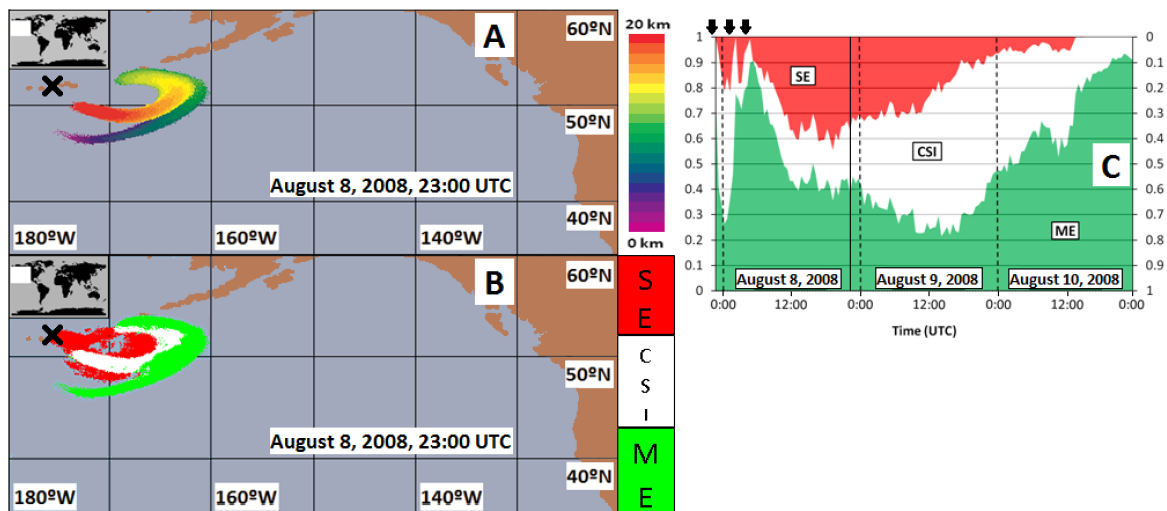 A
60ºN
50ºN
August 8, 2008, 23:00 UTC
40ºN
180ºW
160ºW
140ºW
20 km
0 km
B
60ºN
50ºN
August 8, 2008, 23:00 UTC
40ºN
180ºW
160ºW
140ºW
S
E
C
S
I
M
E
1
0.9
0.8
0.7
0.6
0.5
0.4
0.3
0.2
0.1
0
SE
CSI
C
ME
0
0.1
0.2
0.3
0.4
0.5
0.6
0.7
0.8
0.9
1
August 8, 2008
August 9, 2008
August 10, 2008
0:00
12:00
0:00
12:00
0:00
12:00
0:00
Time (UTC)